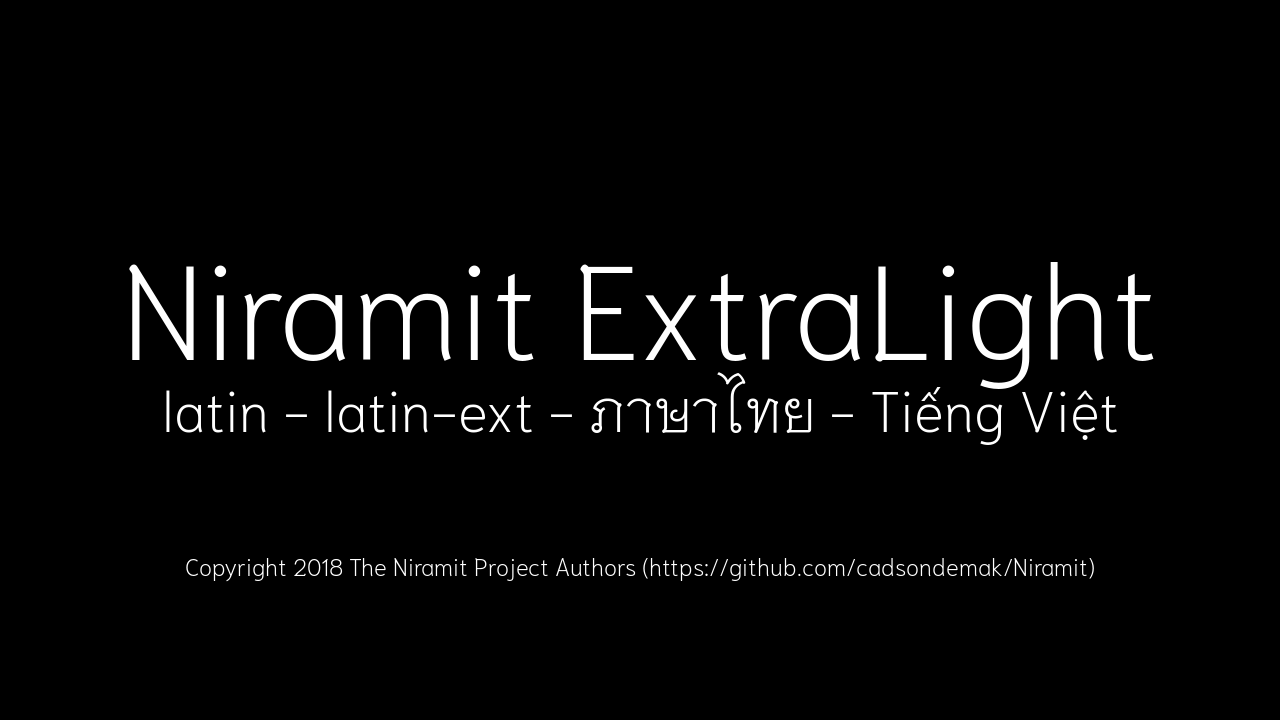 Niramit ExtraLight
latin - latin-ext - ภาษาไทย - Tiếng Việt
Copyright 2018 The Niramit Project Authors (https://github.com/cadsondemak/Niramit)